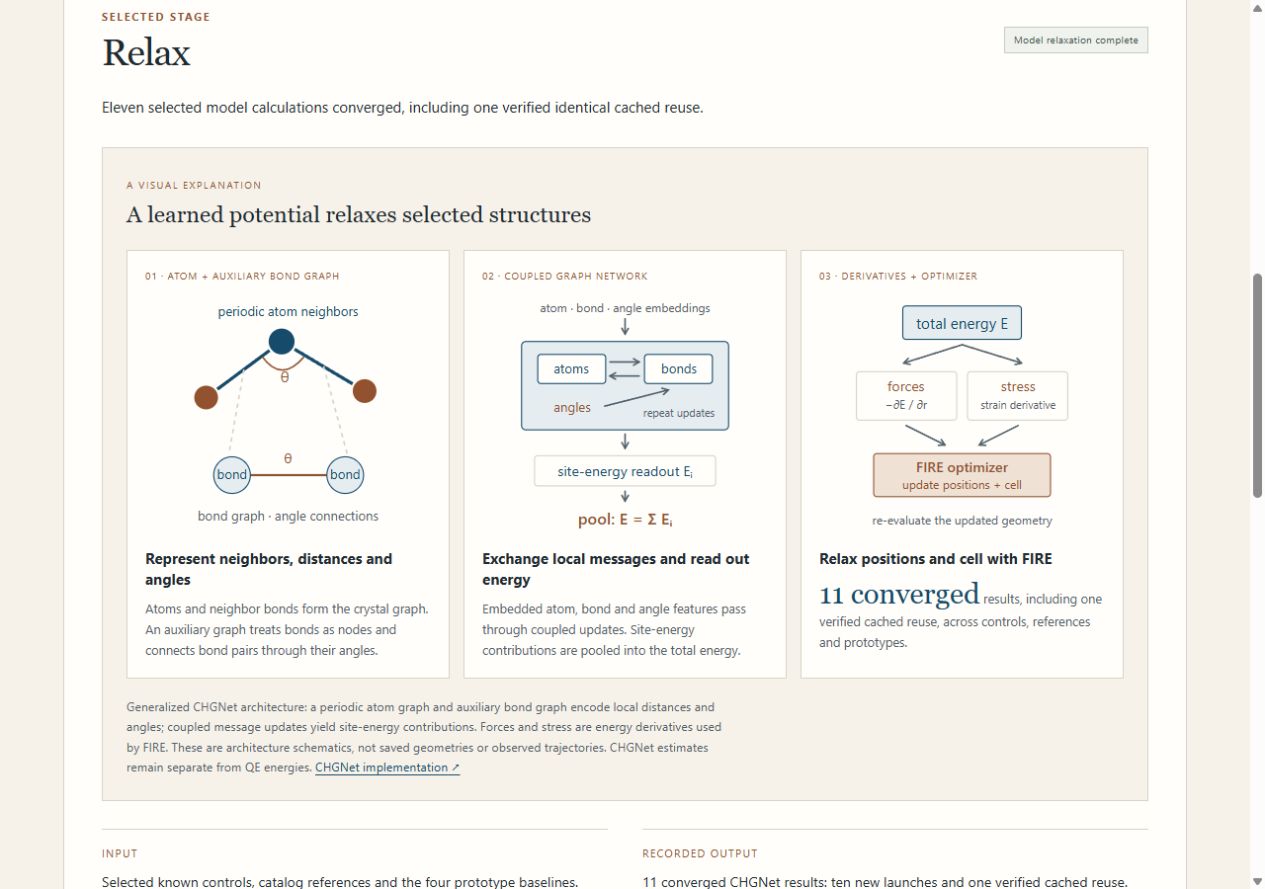 SELECTED STAGE
Relax
Model relaxation complete
Eleven selected model calculations converged, including one verified identical cached reuse.
A VISUAL EXPLANATION
A learned potential relaxes selected structures
01 · ATOM + AUXILIARY BOND GRAPH
periodic atom neighbors
θ
θ
bond
bond
bond graph · angle connections
Represent neighbors, distances and
angles
Atoms and neighbor bonds form the crystal graph.
An auxiliary graph treats bonds as nodes and
connects bond pairs through their angles.
02 · COUPLED GRAPH NETWORK
atom · bond · angle embeddings
atoms
bonds
angles
repeat updates
site-energy readout Eᵢ
pool: E = Σ Eᵢ
Exchange local messages and read out
energy
Embedded atom, bond and angle features pass
through coupled updates. Site-energy
contributions are pooled into the total energy.
03 · DERIVATIVES + OPTIMIZER
total energy E
forces
−∂E / ∂r
stress
strain derivative
FIRE optimizer
update positions + cell
re-evaluate the updated geometry
Relax positions and cell with FIRE
11 converged results, including one
verified cached reuse, across controls, references
and prototypes.
Generalized CHGNet architecture: a periodic atom graph and auxiliary bond graph encode local distances and
angles; coupled message updates yield site-energy contributions. Forces and stress are energy derivatives used
by FIRE. These are architecture schematics, not saved geometries or observed trajectories. CHGNet estimates
remain separate from QE energies. CHGNet implementation ↗
INPUT
Selected known controls, catalog references and the four prototype baselines.
RECORDED OUTPUT
11 converged CHGNet results: ten new launches and one verified cached reuse.